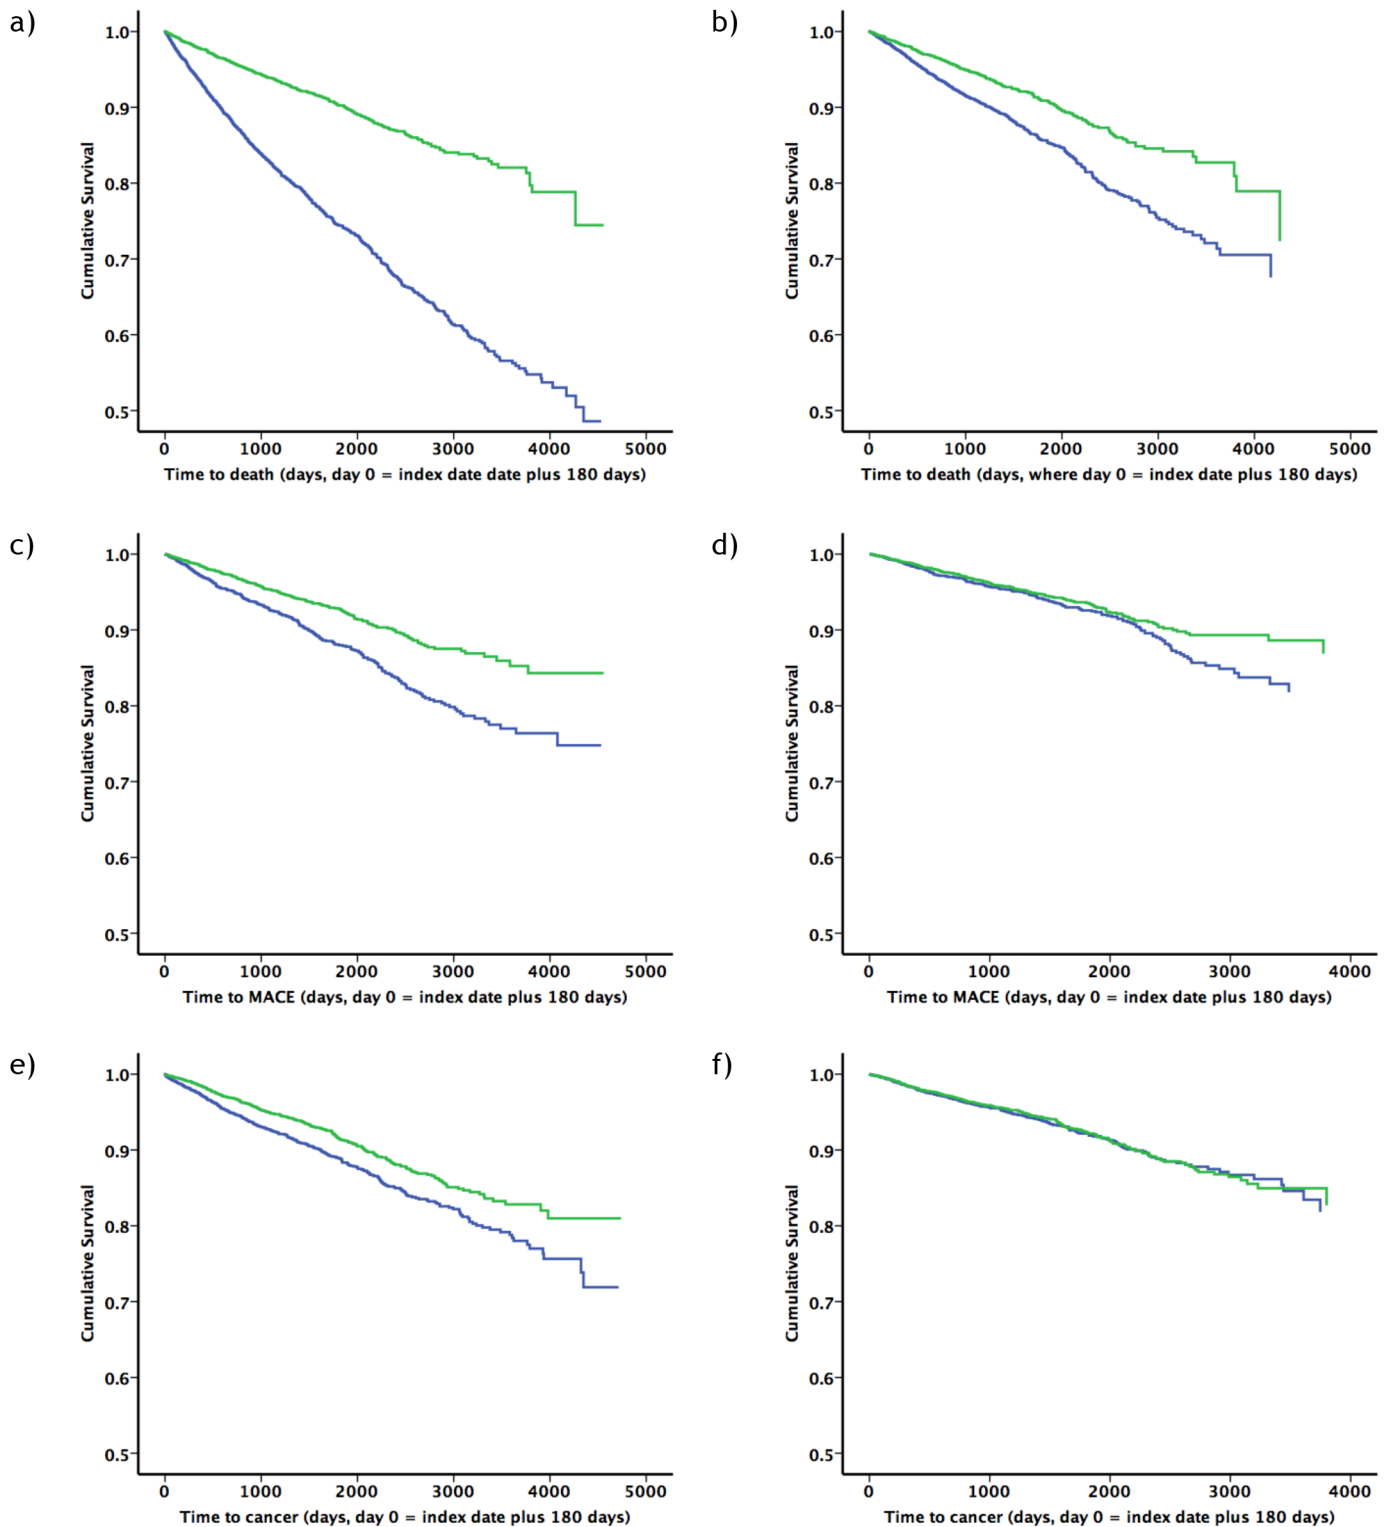 a)
1.0
0.9
0.8
0.7
0.6
0.5
Cumulative Survival
0 1000 2000 3000 4000 5000
Time to death (days, day 0 = index date date plus 180 days)
b)
1.0
0.9
0.8
0.7
0.6
0.5
Cumulative Survival
0 1000 2000 3000 4000 5000
Time to death (days, where day 0 = index date plus 180 days)
c)
1.0
0.9
0.8
0.7
0.6
0.5
Cumulative Survival
0 1000 2000 3000 4000 5000
Time to MACE (days, day 0 = index date plus 180 days)
d)
1.0
0.9
0.8
0.7
0.6
0.5
Cumulative Survival
0 1000 2000 3000 4000
Time to MACE (days, day 0 = index date plus 180 days)
e)
1.0
0.9
0.8
0.7
0.6
0.5
Cumulative Survival
0 1000 2000 3000 4000 5000
Time to cancer (days, day 0 = index date plus 180 days)
f)
1.0
0.9
0.8
0.7
0.6
0.5
Cumulative Survival
0 1000 2000 3000 4000
Time to cancer (days, day 0 = index date plus 180 days)